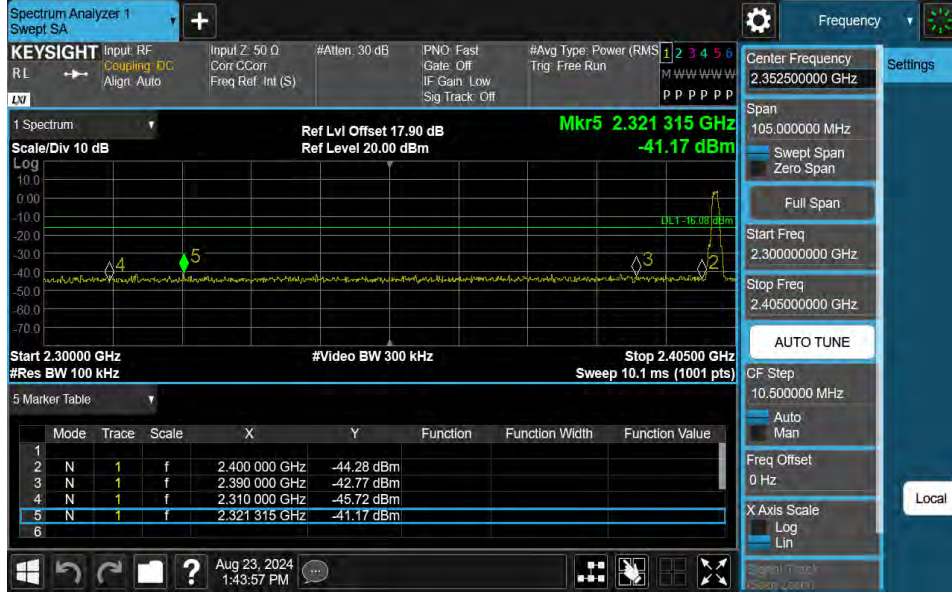 Spectrum Analyzer 1
Swept SA
+
Frequency
KEYSIGHT
RL
LXI
Input: RF
Coupling: DC
Align: Auto
Input Z: 50 Ω
Corr CCorr
Freq Ref: Int (S)
#Atten: 30 dB
PNO: Fast
Gate: Off
IF Gain: Low
Sig Track: Off
#Avg Type: Power (RMS
Trig: Free Run
1 2 3 4 5 6
M W W W W W
P P P P P P
1 Spectrum
Scale/Div 10 dB
Ref Lvl Offset 17.90 dB
Ref Level 20.00 dBm
Mkr5 2.321 315 GHz
-41.17 dBm
Log
10.0
0.00
-10.0
-20.0
-30.0
-40.0
-50.0
-60.0
-70.0
DL1 -16.08 dBm
4
5
3
2
Start 2.30000 GHz
#Res BW 100 kHz
#Video BW 300 kHz
Stop 2.40500 GHz
Sweep 10.1 ms (1001 pts)
5 Marker Table
Mode Trace Scale X Y Function Function Width Function Value
1
2 N 1 f 2.400 000 GHz -44.28 dBm
3 N 1 f 2.390 000 GHz -42.77 dBm
4 N 1 f 2.310 000 GHz -45.72 dBm
5 N 1 f 2.321 315 GHz -41.17 dBm
6
?
Aug 23, 2024
1:43:57 PM
Center Frequency
2.352500000 GHz
Span
105.000000 MHz
Swept Span
Zero Span
Full Span
Start Freq
2.300000000 GHz
Stop Freq
2.405000000 GHz
AUTO TUNE
CF Step
10.500000 MHz
Auto
Man
Freq Offset
0 Hz
X Axis Scale
Log
Lin
Signal Track
(Span Zoom)
Settings
Local